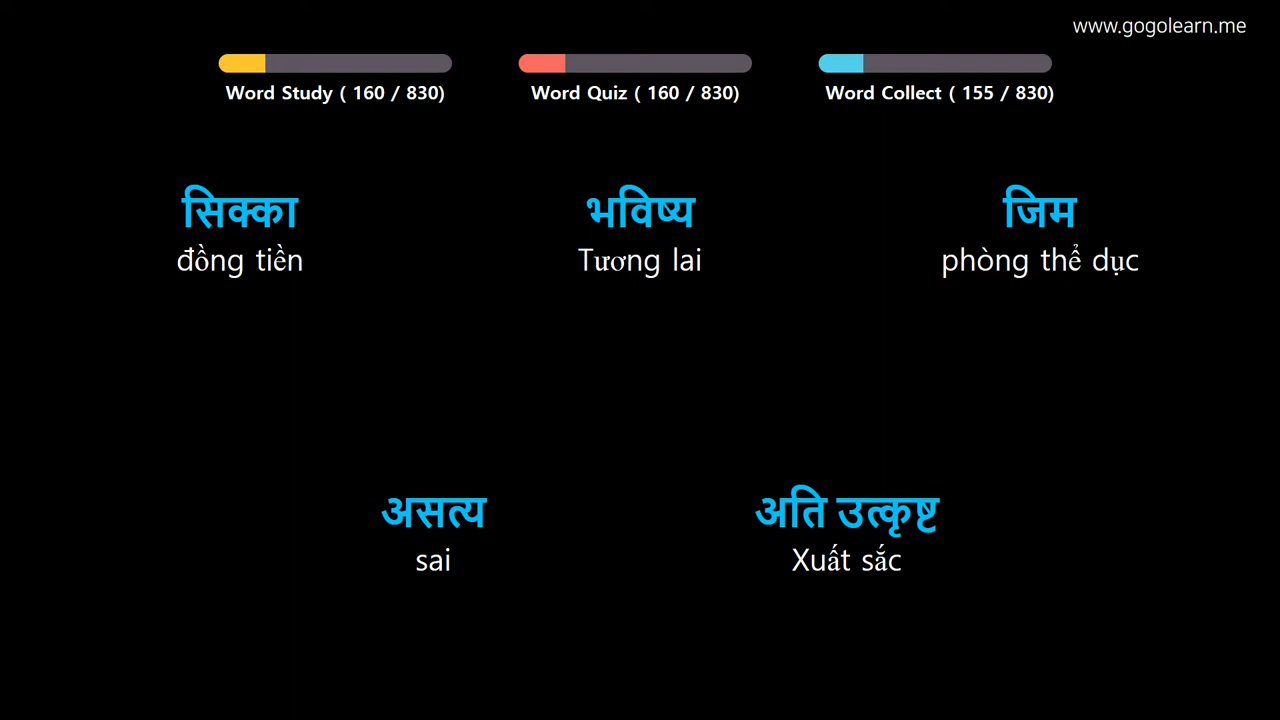 www.gogolearn.me
Word Study ( 160 / 830)
Word Quiz ( 160 / 830)
Word Collect ( 155 / 830)
सिक्का
đồng tiền
भविष्य
Tương lai
जिम
phòng thể dục
असत्य
sai
अति उत्कृष्ट
Xuất sắc